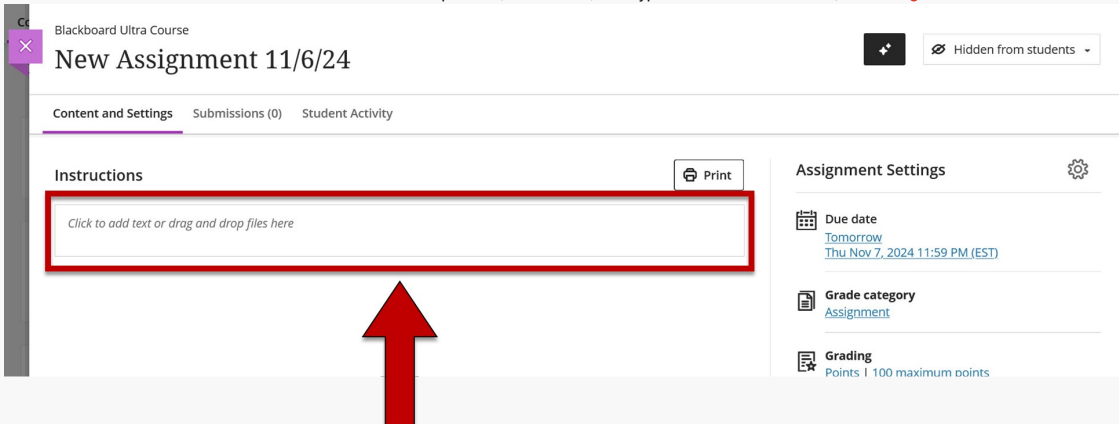 Blackboard Ultra Course
New Assignment 11/6/24
Hidden from students
Content and Settings Submissions (0) Student Activity
Instructions
Print
Click to add text or drag and drop files here
Assignment Settings
Due date
Tomorrow
Thu Nov 7, 2024 11:59 PM (EST)
Grade category
Assignment
Grading
Points | 100 maximum points